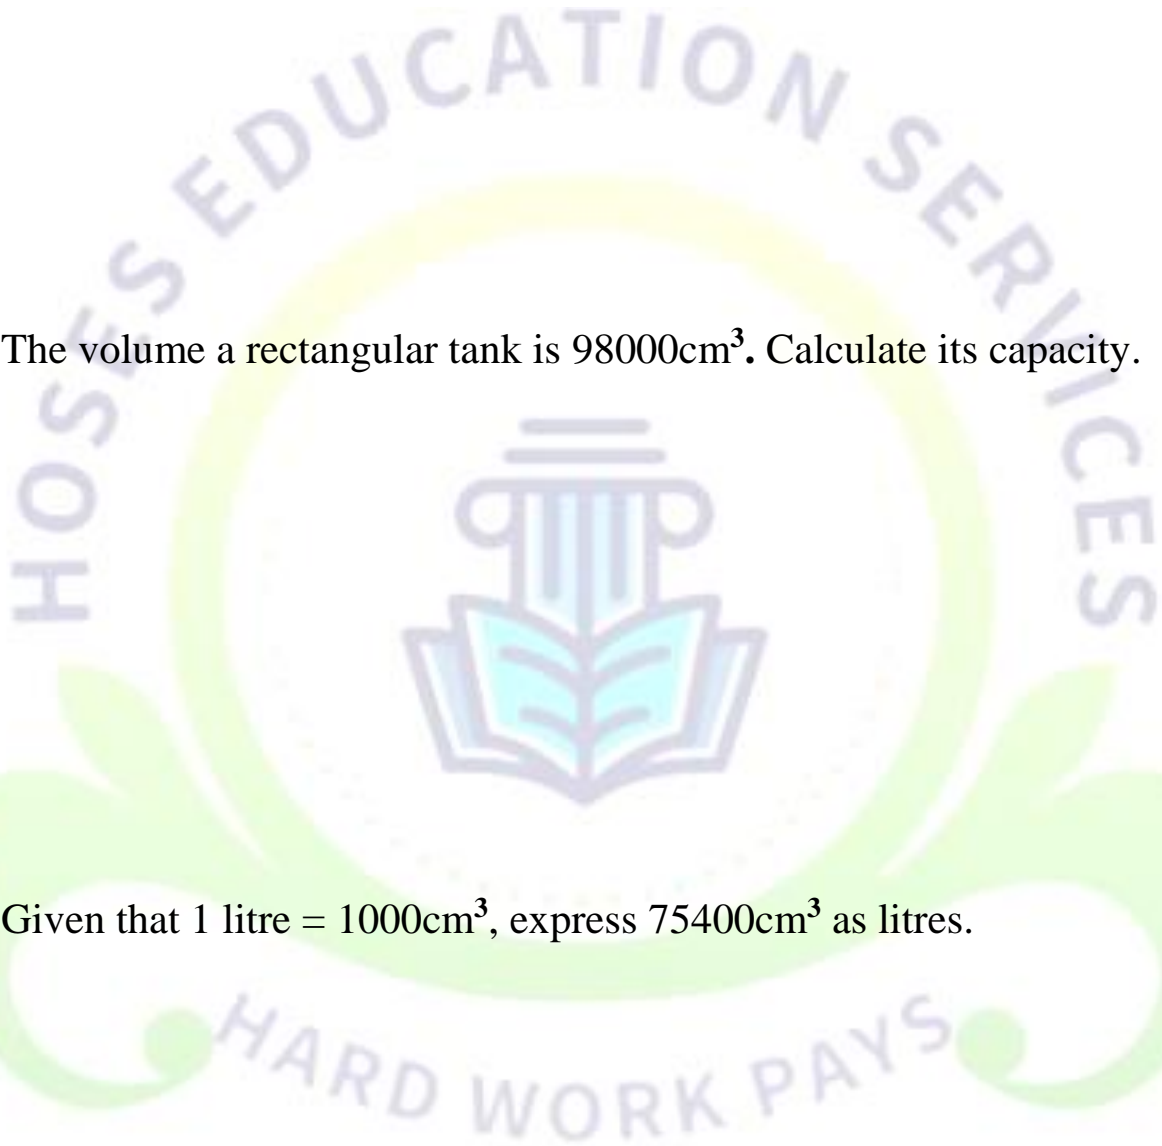 HOSES EDUCATION SERVICES
The volume a rectangular tank is 98000cm³. Calculate its capacity.
Given that 1 litre = 1000cm³, express 75400cm³ as litres.
HARD WORK PAYS